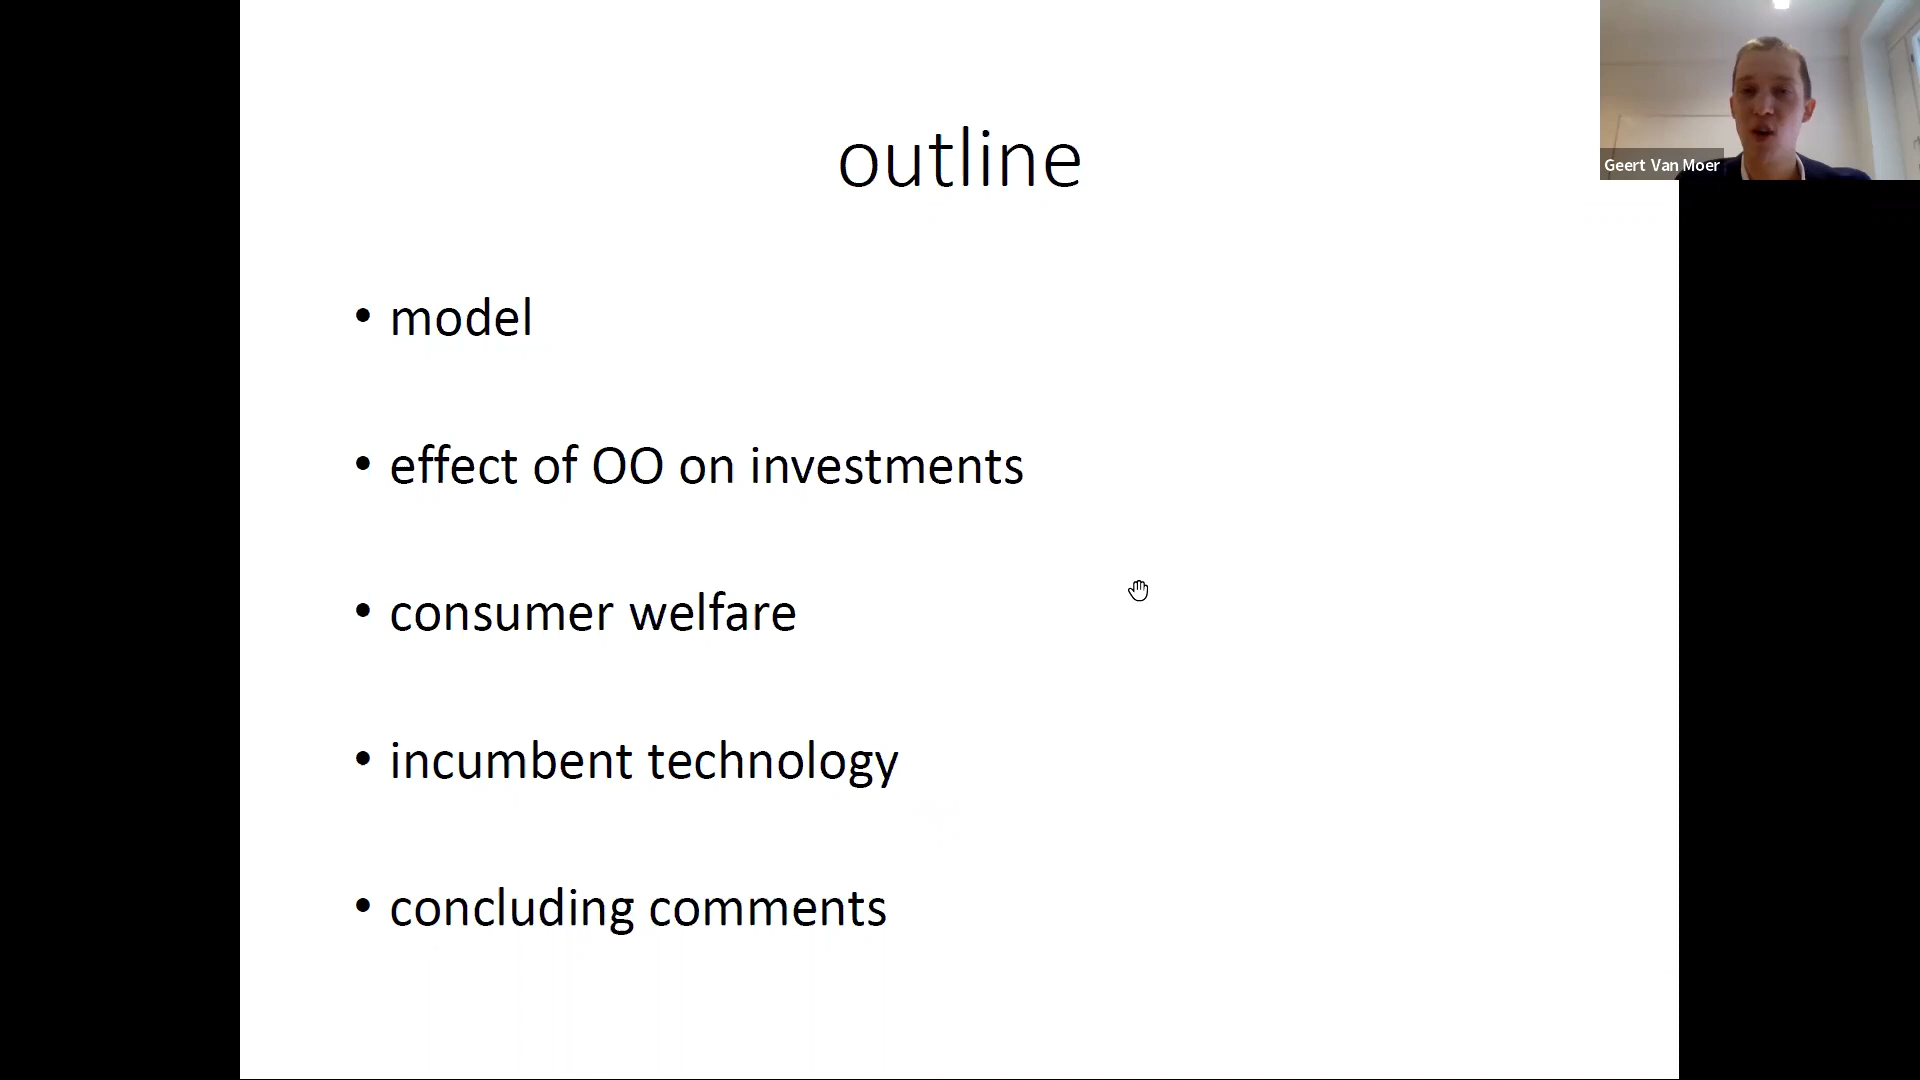 outline
Geert Van Moer
• model
• effect of OO on investments
• consumer welfare
• incumbent technology
• concluding comments